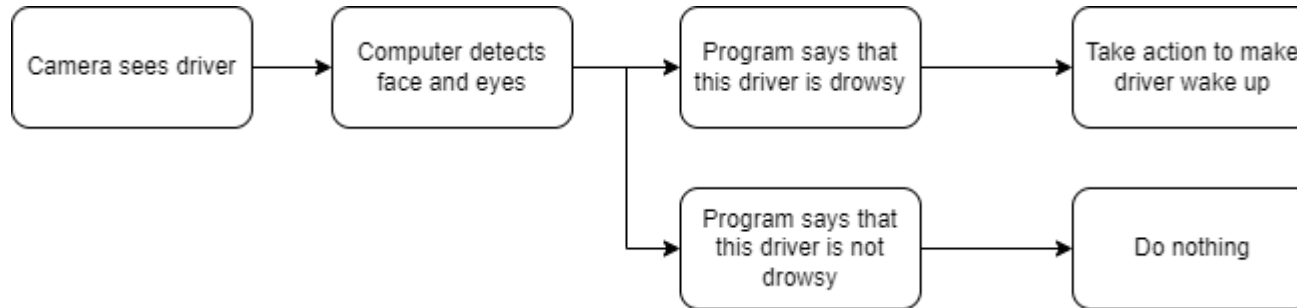 Camera sees driver
Computer detects
face and eyes
Program says that
this driver is drowsy
Take action to make
driver wake up
Program says that
this driver is not
drowsy
Do nothing